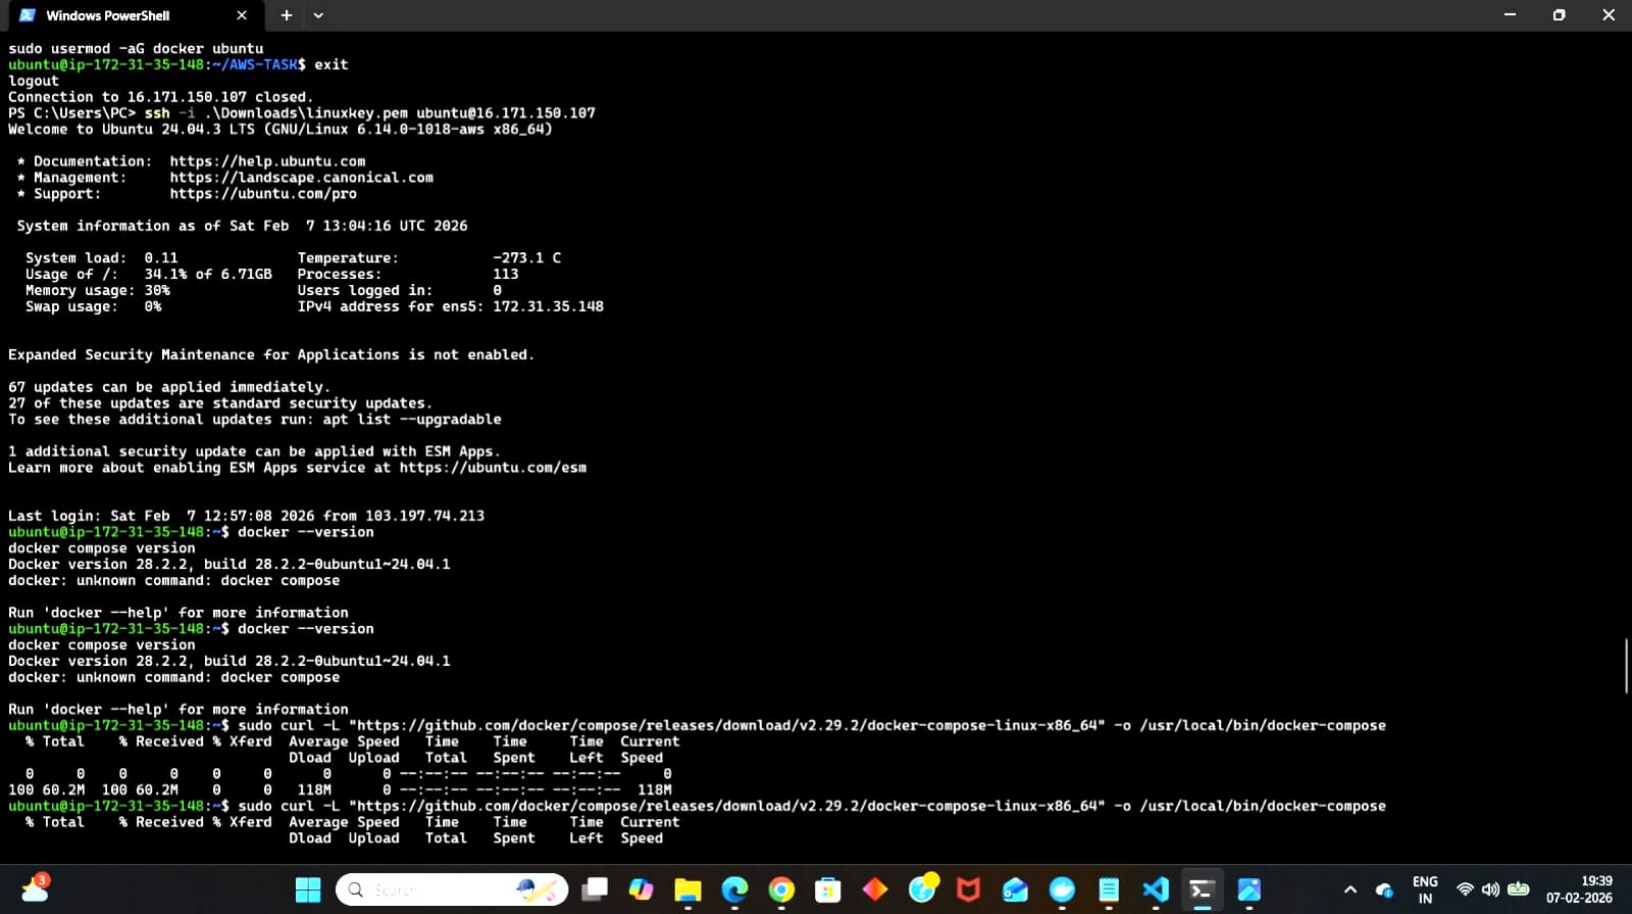 Windows PowerShell
sudo usermod -aG docker ubuntu
ubuntu@ip-172-31-35-148:~/AWS-TASK$ exit
logout
Connection to 16.171.150.107 closed.
PS C:\Users\PC> ssh -i .\Downloads\linuxkey.pem ubuntu@16.171.150.107
Welcome to Ubuntu 24.04.3 LTS (GNU/Linux 6.14.0-1018-aws x86_64)
* Documentation:  https://help.ubuntu.com
* Management:     https://landscape.canonical.com
* Support:        https://ubuntu.com/pro
System information as of Sat Feb  7 13:04:16 UTC 2026
System load:  0.11               Temperature:           -273.1 C
Usage of /:   34.1% of 6.71GB   Processes:             113
Memory usage: 30%               Users logged in:       0
Swap usage:   0%                IPv4 address for ens5: 172.31.35.148
Expanded Security Maintenance for Applications is not enabled.
67 updates can be applied immediately.
27 of these updates are standard security updates.
To see these additional updates run: apt list --upgradable
1 additional security update can be applied with ESM Apps.
Learn more about enabling ESM Apps service at https://ubuntu.com/esm
Last login: Sat Feb  7 12:57:08 2026 from 103.197.74.213
ubuntu@ip-172-31-35-148:~$ docker --version
docker compose version
Docker version 28.2.2, build 28.2.2-0ubuntu1~24.04.1
docker: unknown command: docker compose
Run 'docker --help' for more information
ubuntu@ip-172-31-35-148:~$ docker --version
docker compose version
Docker version 28.2.2, build 28.2.2-0ubuntu1~24.04.1
docker: unknown command: docker compose
Run 'docker --help' for more information
ubuntu@ip-172-31-35-148:~$ sudo curl -L "https://github.com/docker/compose/releases/download/v2.29.2/docker-compose-linux-x86_64" -o /usr/local/bin/docker-compose
% Total    % Received % Xferd  Average Speed   Time    Time     Time  Current
Dload  Upload   Total   Spent    Left  Speed
0     0    0     0    0     0      0      0 --:--:-- --:--:-- --:--:--     0
100 60.2M  100 60.2M    0     0   118M      0 --:--:-- --:--:-- --:--:--  118M
ubuntu@ip-172-31-35-148:~$ sudo curl -L "https://github.com/docker/compose/releases/download/v2.29.2/docker-compose-linux-x86_64" -o /usr/local/bin/docker-compose
% Total    % Received % Xferd  Average Speed   Time    Time     Time  Current
Dload  Upload   Total   Spent    Left  Speed
3
Search
ENG
IN
19:39
07-02-2026